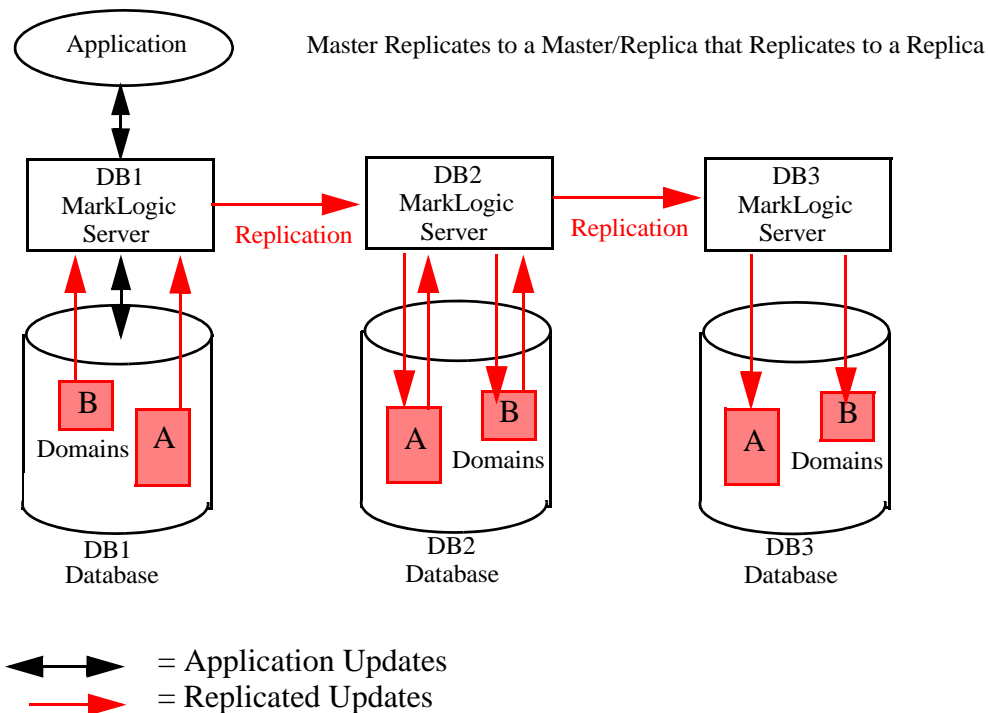 Application
Master Replicates to a Master/Replica that Replicates to a Replica
DB1
MarkLogic
Server
Replication
DB2
MarkLogic
Server
Replication
DB3
MarkLogic
Server
B
A
Domains
A
B
Domains
A
B
Domains
DB1
Database
DB2
Database
DB3
Database
= Application Updates
= Replicated Updates